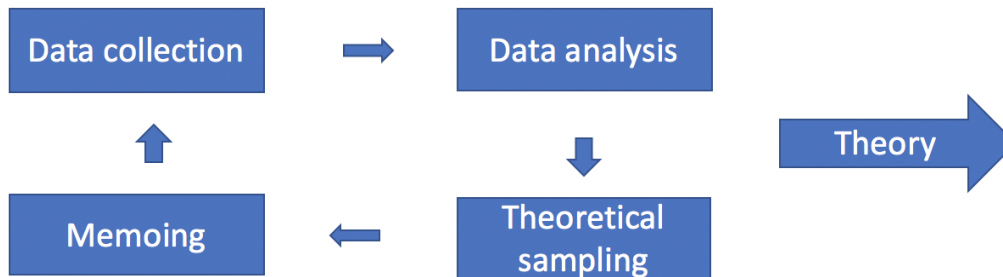 Data collection
Data analysis
Theory
Memoing
Theoretical
sampling